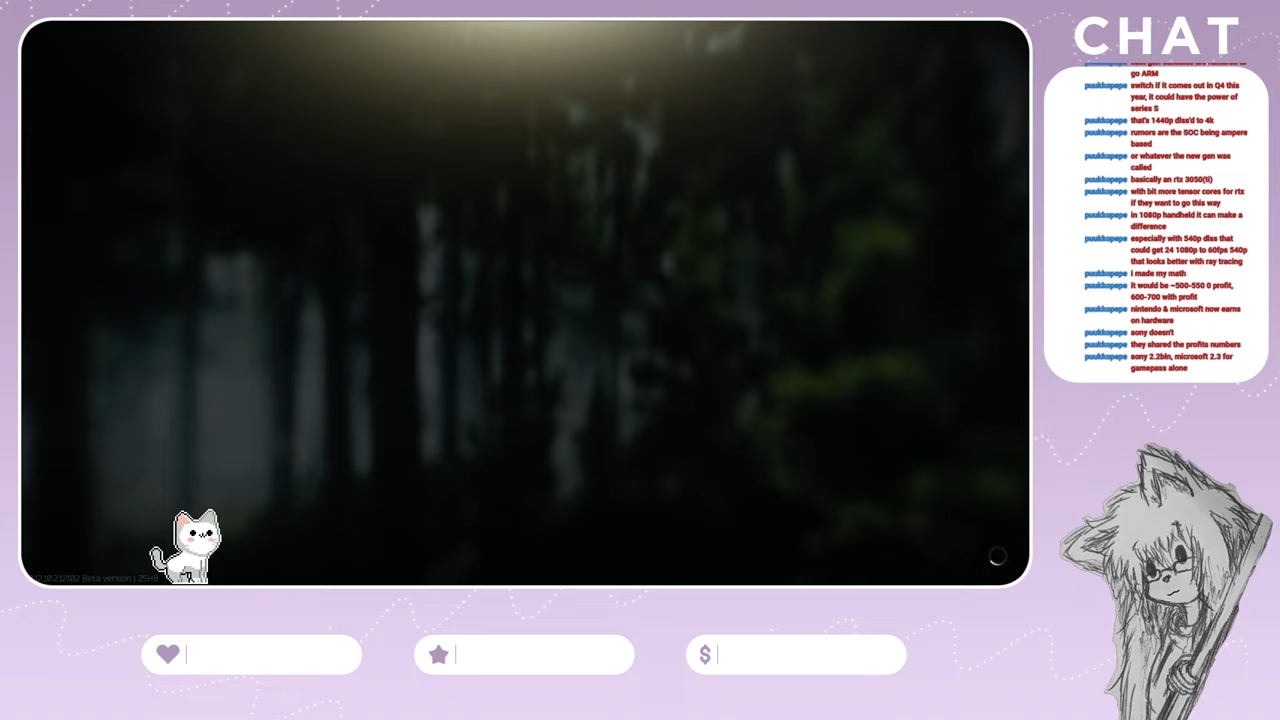 CHAT
go ARM
puukkopepe switch if it comes out in Q4 this
year, it could have the power of
series S
puukkopepe that's 1440p dlss'd to 4k
puukkopepe rumors are the SOC being ampere
based
puukkopepe or whatever the new gen was
called
puukkopepe basically an rtx 3050(ti)
puukkopepe with bit more tensor cores for rtx
if they want to go this way
puukkopepe in 1080p handheld it can make a
difference
puukkopepe especially with 540p dlss that
could get 24 1080p to 60fps 540p
that looks better with ray tracing
puukkopepe i made my math
puukkopepe it would be ~500-550 0 profit,
600-700 with profit
puukkopepe nintendo & microsoft now earns
on hardware
puukkopepe sony doesn't
puukkopepe they shared the profits numbers
puukkopepe sony 2.2bln, microsoft 2.3 for
gamepass alone
Beta version
$